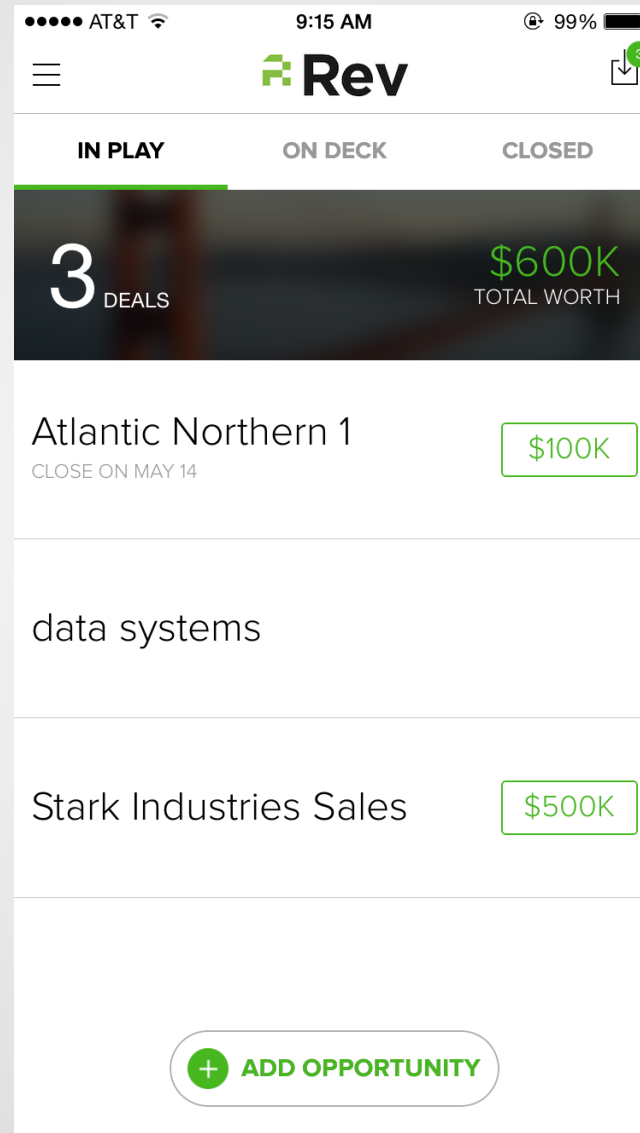 AT&T 9:15 AM 99%
Rev
IN PLAY ON DECK CLOSED
3 DEALS $600K
TOTAL WORTH
Atlantic Northern 1 $100K
CLOSE ON MAY 14
data systems
Stark Industries Sales $500K
+ ADD OPPORTUNITY